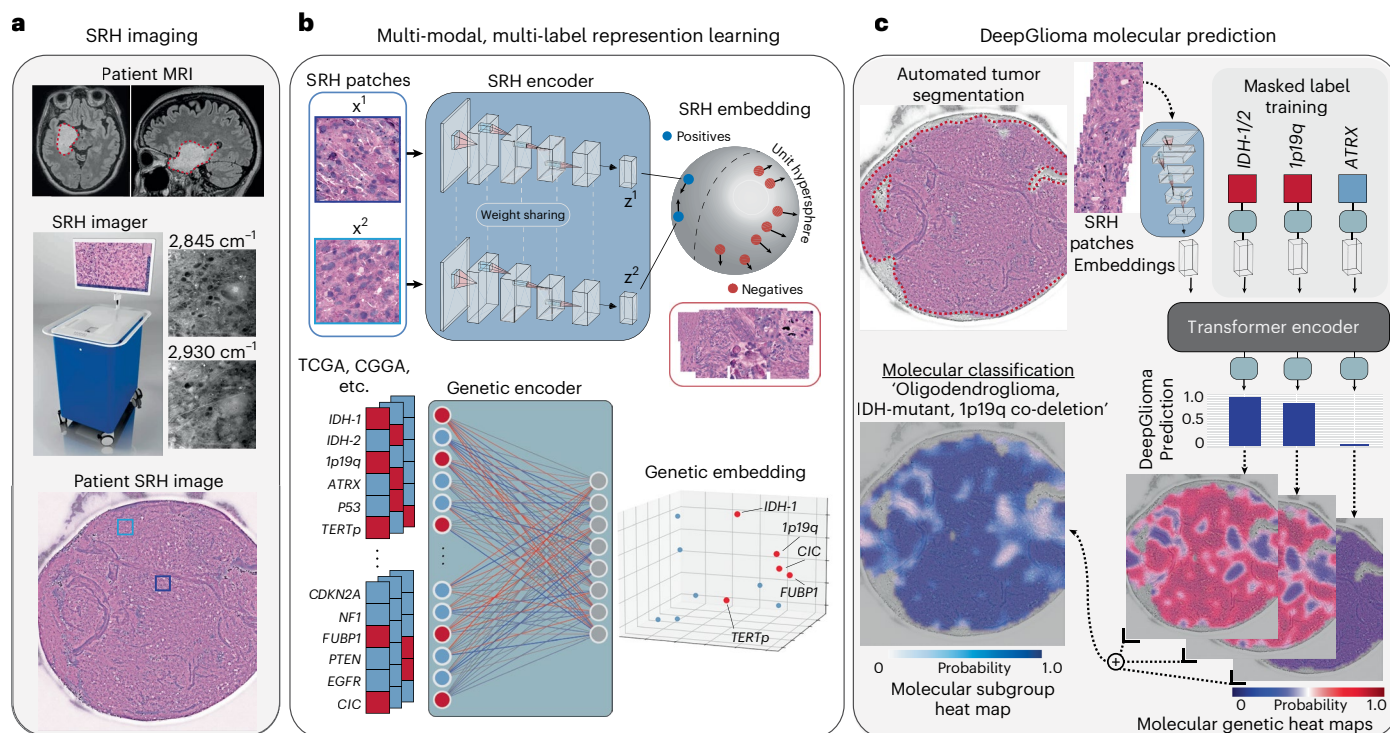 a
SRH imaging
Patient MRI
SRH imager
2,845 cm⁻¹
2,930 cm⁻¹
Patient SRH image
b
Multi-modal, multi-label represention learning
SRH patches
x¹
x²
SRH encoder
Weight sharing
z¹
z²
SRH embedding
Positives
Unit hypersphere
Negatives
TCGA, CGGA,
etc.
IDH-1
IDH-2
1p19q
ATRX
P53
TERTp
CDKN2A
NF1
FUBP1
PTEN
EGFR
CIC
Genetic encoder
Genetic embedding
IDH-1
1p19q
CIC
FUBP1
TERTp
c
DeepGlioma molecular prediction
Automated tumor
segmentation
SRH
patches
Embeddings
Masked label
training
IDH-1/2
1p19q
ATRX
Transformer encoder
DeepGlioma
Prediction
1.0
0
Molecular classification
‘Oligodendroglioma,
IDH-mutant, 1p19q co-deletion’
0 Probability 1.0
Molecular subgroup
heat map
+
0 Probability 1.0
Molecular genetic heat maps